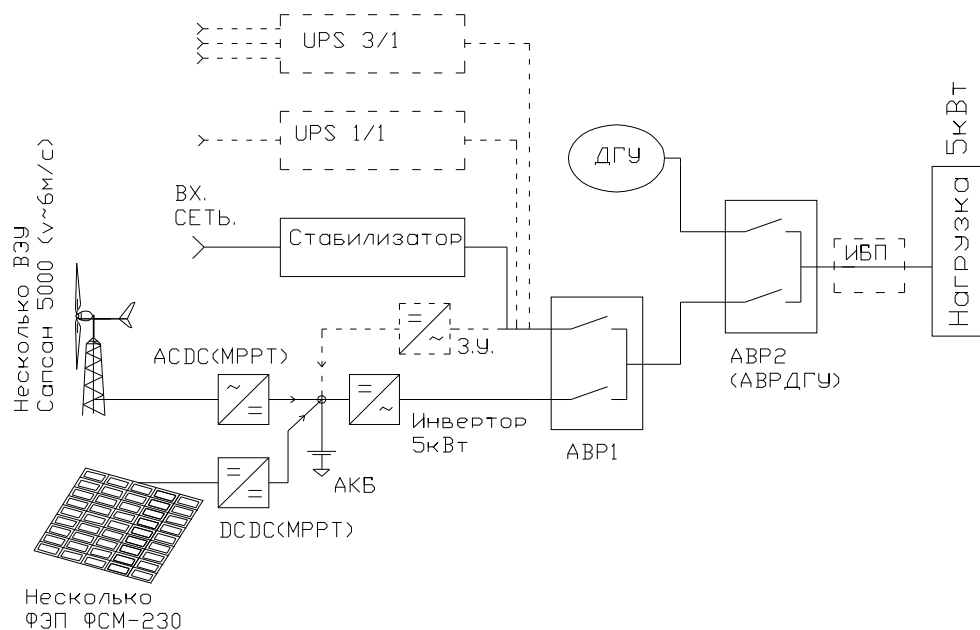 UPS 3/1
UPS 1/1
ВХ.
СЕТЬ.
Стабилизатор
ДГУ
ИБП
Нагрузка 5кВт
Несколько ВЭУ
Сапсан 5000 (v~6м/с)
З.У.
ACDC(MPPT)
Инвертор
5кВт
АВР1
АВР2
(АВРДГУ)
АКБ
DCDC(MPPT)
Несколько
ФЭП ФСМ-230